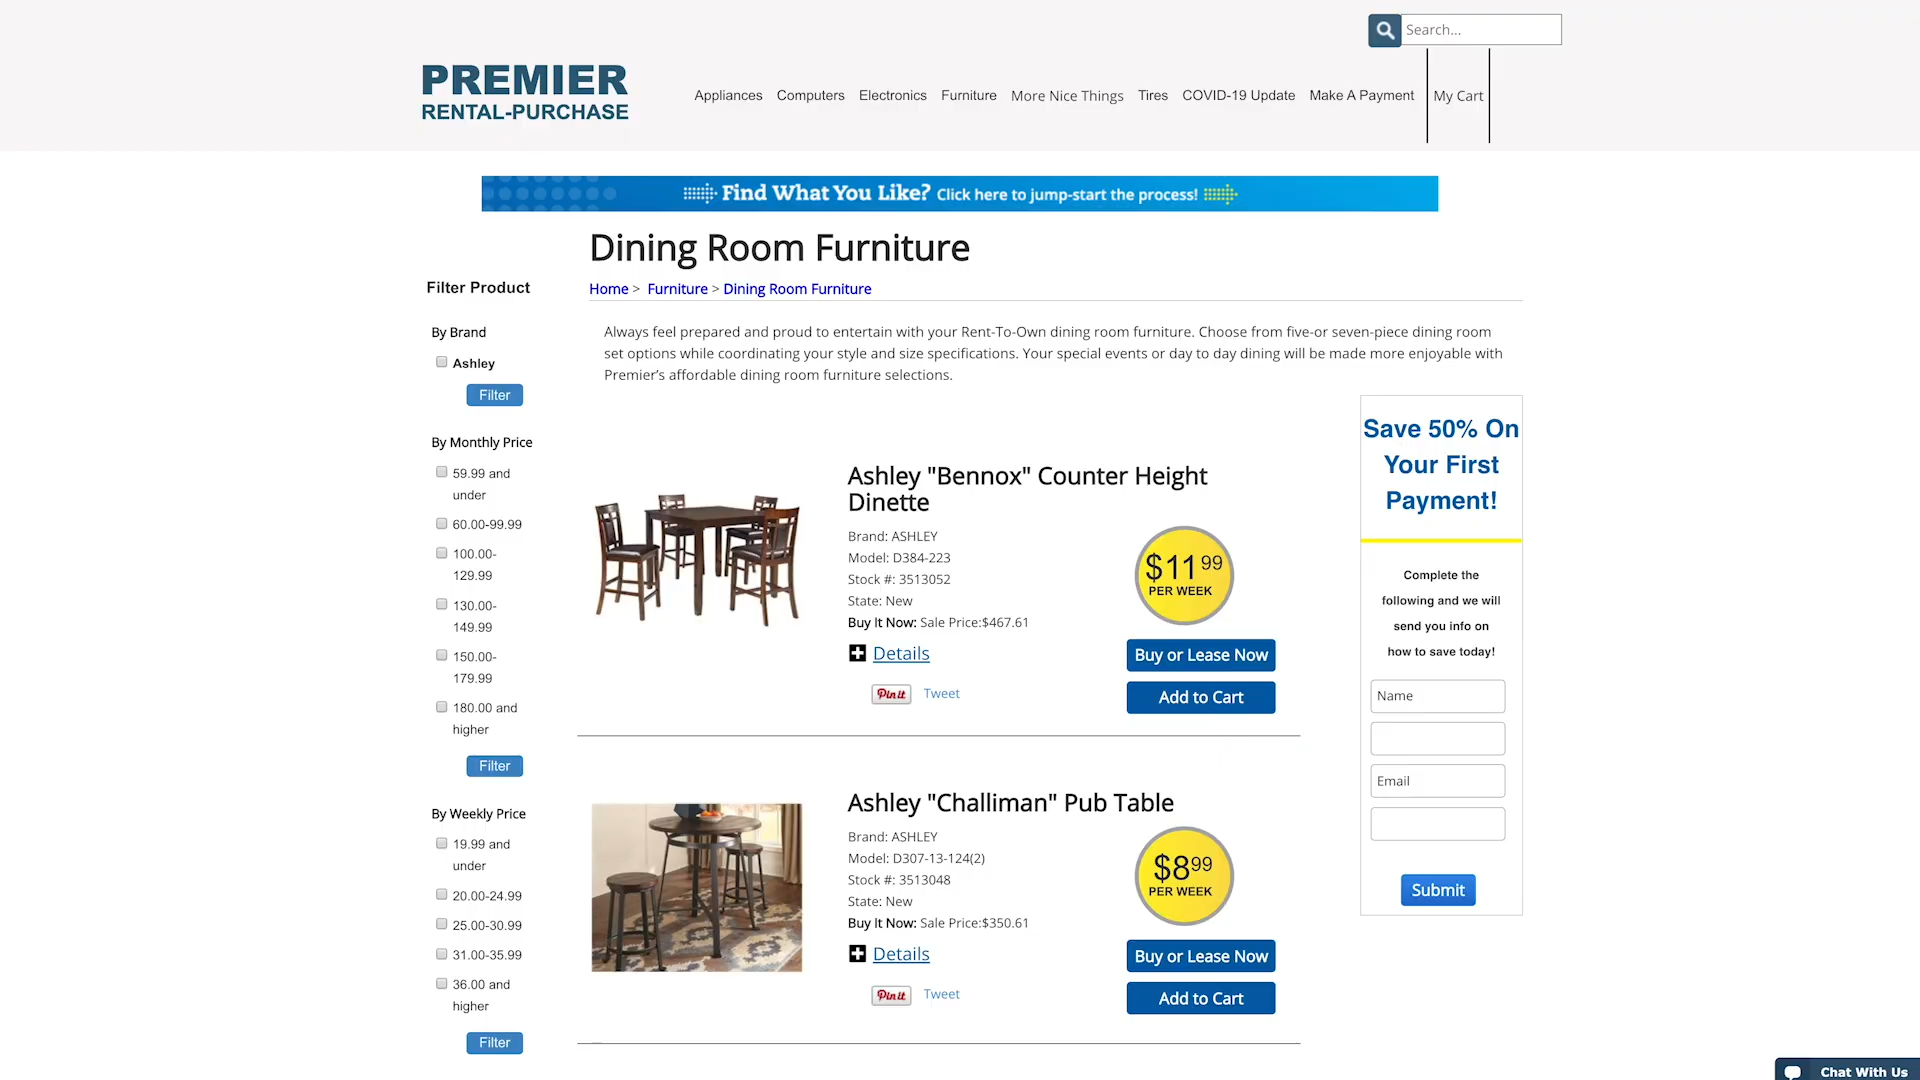 Search...
PREMIER
RENTAL-PURCHASE
Appliances Computers Electronics Furniture More Nice Things Tires COVID-19 Update Make A Payment My Cart
Find What You Like? Click here to jump-start the process!
Dining Room Furniture
Home > Furniture > Dining Room Furniture
Filter Product
By Brand
Ashley
Filter
By Monthly Price
59.99 and
under
60.00-99.99
100.00-
129.99
130.00-
149.99
150.00-
179.99
180.00 and
higher
Filter
By Weekly Price
19.99 and
under
20.00-24.99
25.00-30.99
31.00-35.99
36.00 and
higher
Filter
Always feel prepared and proud to entertain with your Rent-To-Own dining room furniture. Choose from five-or seven-piece dining room
set options while coordinating your style and size specifications. Your special events or day to day dining will be made more enjoyable with
Premier's affordable dining room furniture selections.
Ashley "Bennox" Counter Height
Dinette
Brand: ASHLEY
Model: D384-223
Stock #: 3513052
State: New
Buy It Now: Sale Price:$467.61
Details
Pin it Tweet
$11 99
PER WEEK
Buy or Lease Now
Add to Cart
Ashley "Challiman" Pub Table
Brand: ASHLEY
Model: D307-13-124(2)
Stock #: 3513048
State: New
Buy It Now: Sale Price:$350.61
Details
Pin it Tweet
$8 99
PER WEEK
Buy or Lease Now
Add to Cart
Save 50% On
Your First
Payment!
Complete the
following and we will
send you info on
how to save today!
Name
Email
Submit
Chat With Us